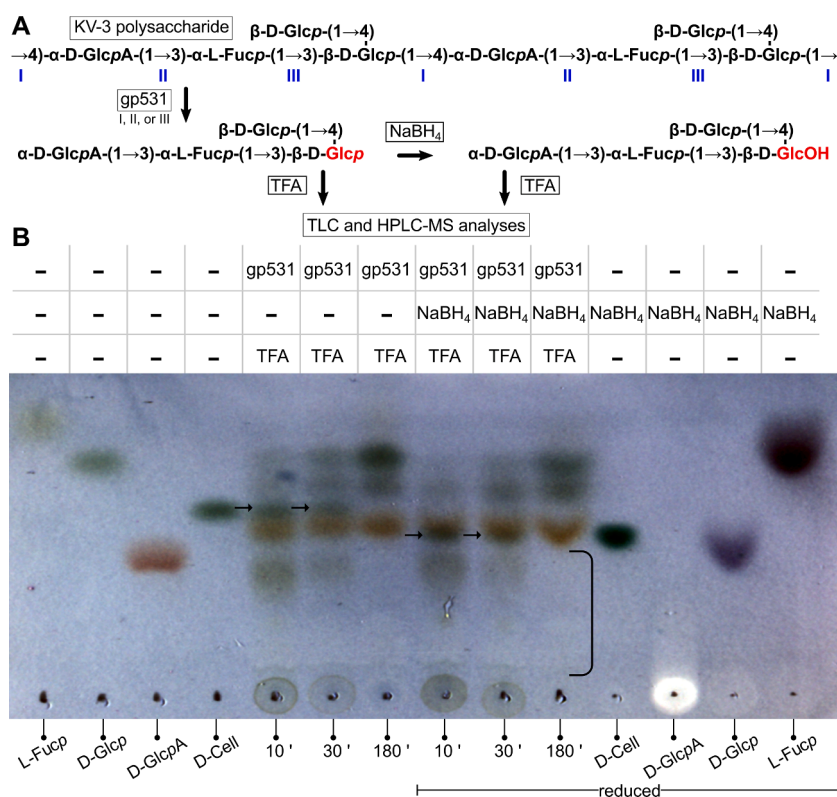 A
KV-3 polysaccharide
β-D-Glcp-(1→4) β-D-Glcp-(1→4)
→4)-α-D-GlcpA-(1→3)-α-L-Fucp-(1→3)-β-D-Glcp-(1→4)-α-D-GlcpA-(1→3)-α-L-Fucp-(1→3)-β-D-Glcp-(1→
I II III I II III I
gp531
I, II, or III
β-D-Glcp-(1→4) NaBH4 β-D-Glcp-(1→4)
α-D-GlcpA-(1→3)-α-L-Fucp-(1→3)-β-D-Glcp α-D-GlcpA-(1→3)-α-L-Fucp-(1→3)-β-D-GlcOH
TFA TFA
TLC and HPLC-MS analyses
B
– – – – gp531 gp531 gp531 gp531 gp531 gp531 – – – –
– – – – – – – NaBH4 NaBH4 NaBH4 NaBH4 NaBH4 NaBH4 NaBH4
– – – – TFA TFA TFA TFA TFA TFA – – – –
L-Fucp D-Glcp D-GlcpA D-Cell 10 ' 30 ' 180 ' 10 ' 30 ' 180 ' D-Cell D-GlcpA D-Glcp L-Fucp
reduced